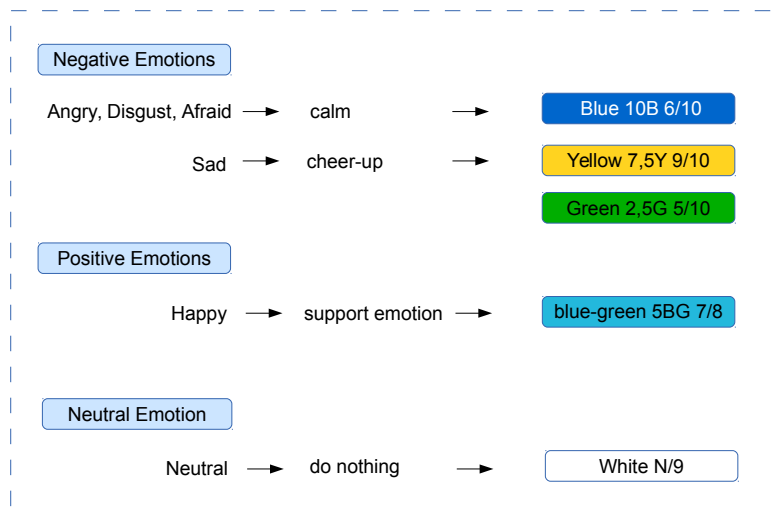 Negative Emotions
Angry, Disgust, Afraid calm Blue 10B 6/10
Sad cheer-up Yellow 7,5Y 9/10
Green 2,5G 5/10
Positive Emotions
Happy support emotion blue-green 5BG 7/8
Neutral Emotion
Neutral do nothing White N/9